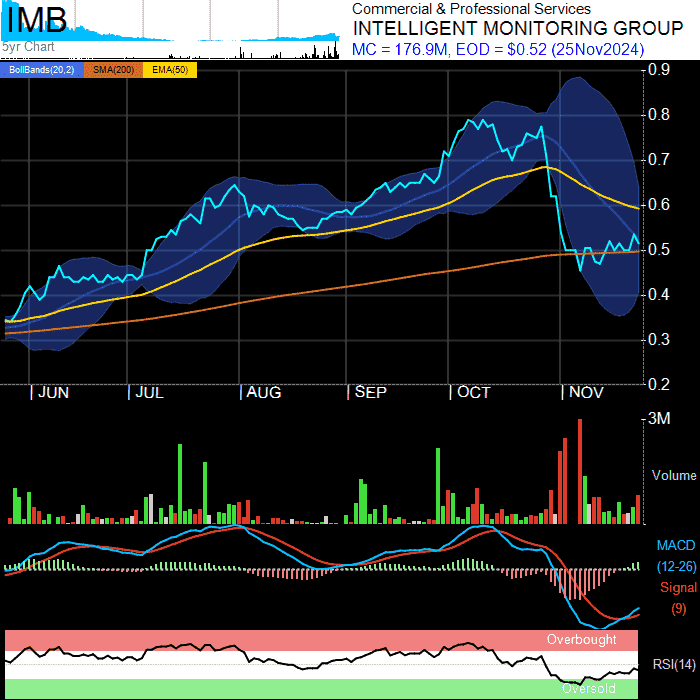 IMB
5yr Chart
Commercial & Professional Services
INTELLIGENT MONITORING GROUP
MC = 176.9M, EOD = $0.52 (25Nov2024)
BollBands(20,2) SMA(200) EMA(50)
0.9
0.8
0.7
0.6
0.5
0.4
0.3
0.2
JUN JUL AUG SEP OCT NOV
3M
Volume
MACD
(12-26)
Signal
(9)
Overbought
RSI(14)
Oversold